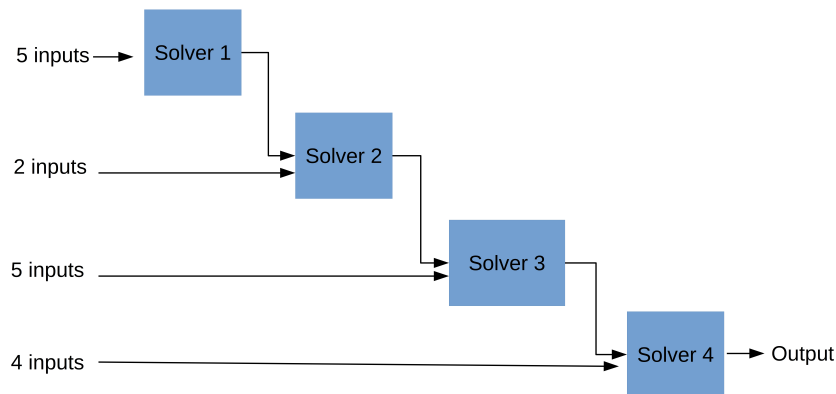 5 inputs
Solver 1
2 inputs
Solver 2
5 inputs
Solver 3
4 inputs
Solver 4
Output